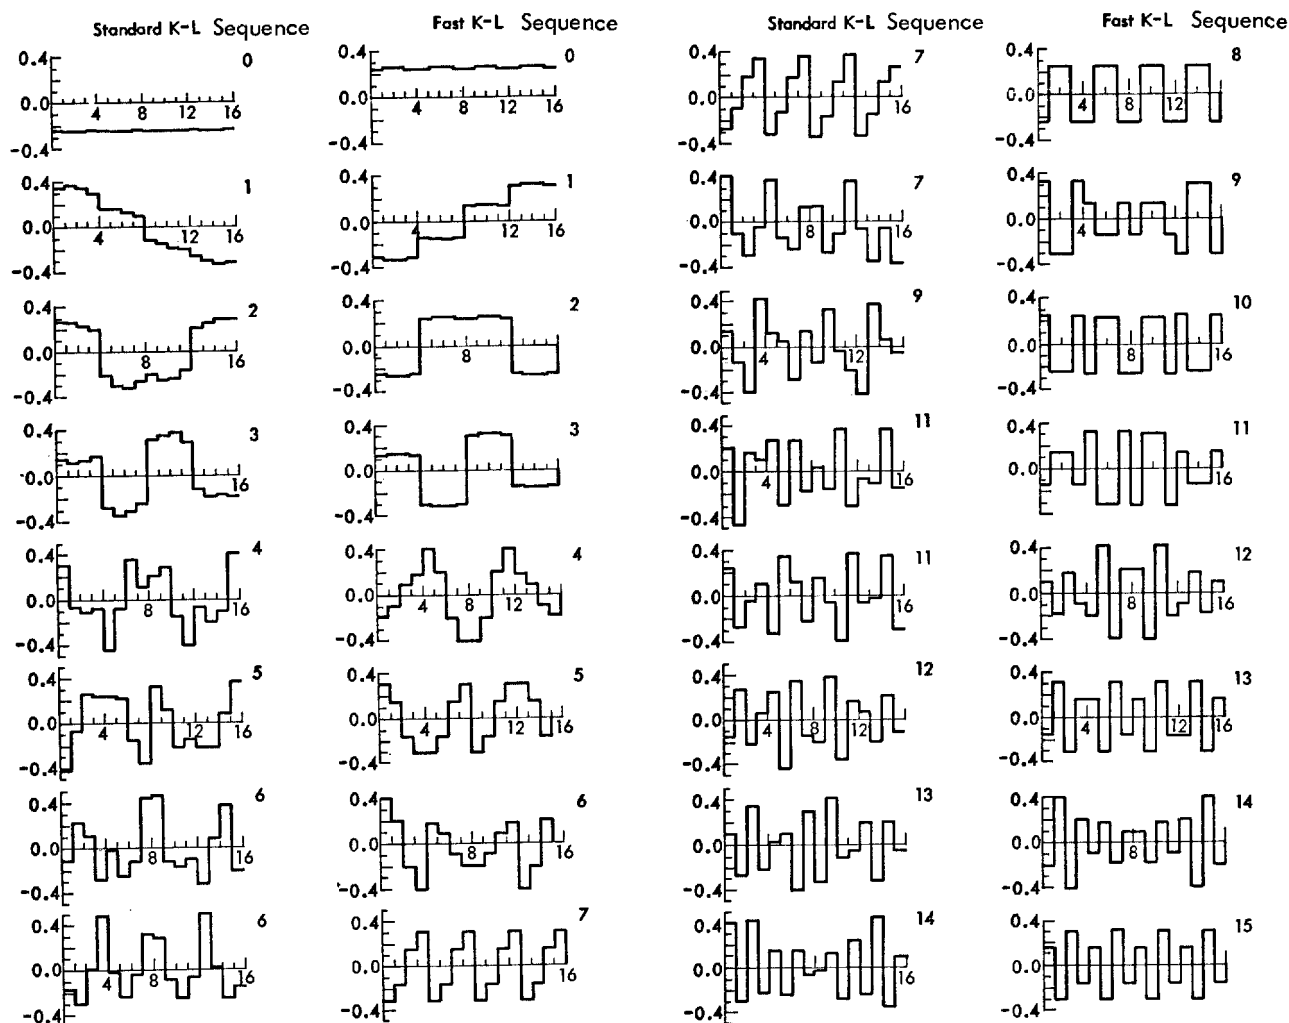 Standard K-L Sequence Fast K-L Sequence Standard K-L Sequence Fast K-L Sequence
0.4 0 0.4 0 0.4 7 0.4 8
0.0 4 8 12 16 0.0 4 8 12 16 0.0 16 0.0 4 8 12
-0.4 -0.4 -0.4 -0.4
0.4 1 0.4 1 0.4 7 0.4 9
0.0 4 8 12 16 0.0 4 8 12 16 0.0 8 16 0.0 4
-0.4 -0.4 -0.4 -0.4
0.4 2 0.4 2 0.4 9 0.4 10
0.0 8 16 0.0 8 16 0.0 4 12 0.0 8 16
-0.4 -0.4 -0.4 -0.4
0.4 3 0.4 3 0.4 11 0.4 11
-0.0 16 0.0 16 0.0 4 16 0.0 16
-0.4 -0.4 -0.4 -0.4
0.4 4 0.4 4 0.4 11 0.4 12
0.0 8 16 0.0 4 8 12 0.0 16 0.0 8 16
-0.4 -0.4 -0.4 -0.4
0.4 5 0.4 5 0.4 12 0.4 13
0.0 4 12 0.0 4 12 16 0.0 4 8 12 0.0 4 12 16
-0.4 -0.4 -0.4 -0.4
0.4 6 0.4 6 0.4 13 0.4 14
0.0 8 16 0.0 8 16 0.0 0.0 8
-0.4 -0.4 -0.4 -0.4
0.4 6 0.4 7 0.4 14 0.4 15
0.0 4 8 16 0.0 16 0.0 16 0.0
-0.4 -0.4 -0.4 -0.4